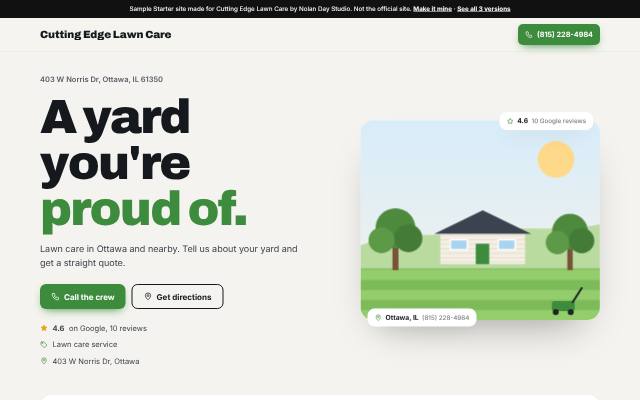 Sample Starter site made for Cutting Edge Lawn Care by Nolan Day Studio. Not the official site. Make it mine · See all 3 versions
Cutting Edge Lawn Care
(815) 228-4984
403 W Norris Dr, Ottawa, IL 61350
A yard
you're
proud of.
Lawn care in Ottawa and nearby. Tell us about your yard and
get a straight quote.
Call the crew
Get directions
4.6 on Google, 10 reviews
Lawn care service
403 W Norris Dr, Ottawa
4.6 10 Google reviews
Ottawa, IL (815) 228-4984